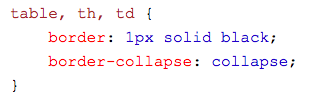 table, th, td {
    border: 1px solid black;
    border-collapse: collapse;
}